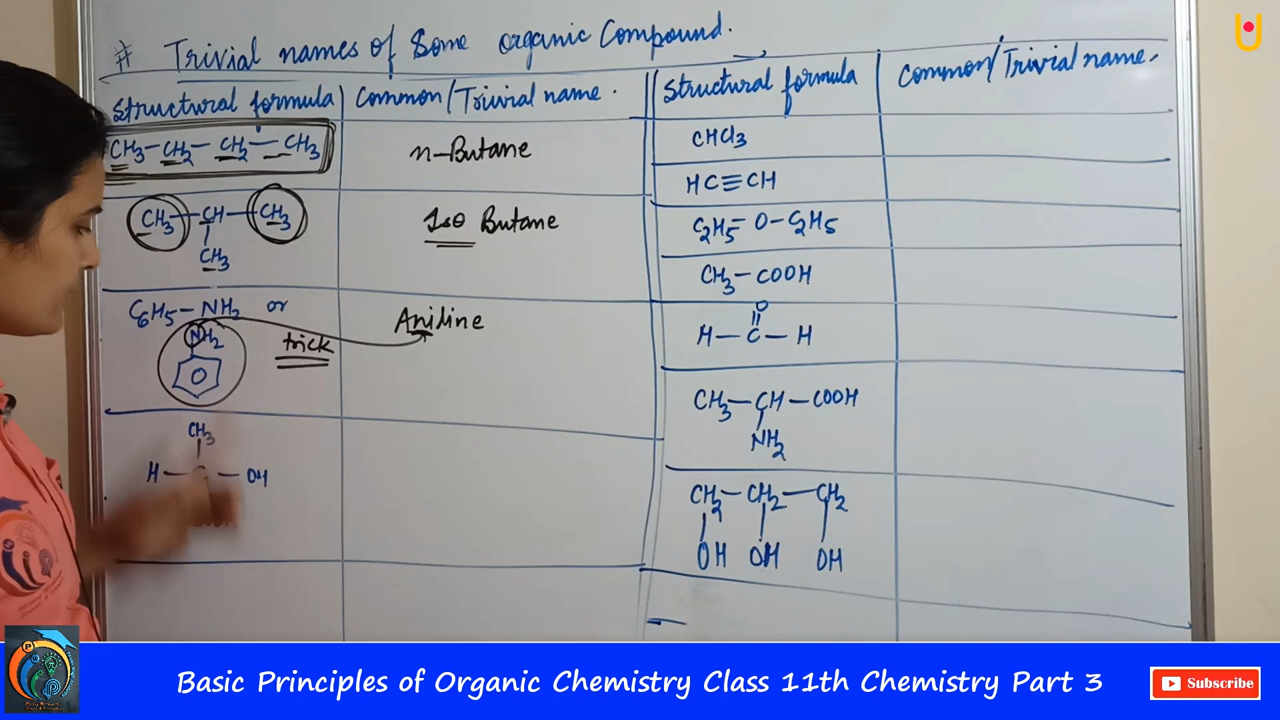 # Trivial names of Some organic Compound.
Structural formula
Common/Trivial name.
CH3-CH2-CH2-CH3
n-Butane
CH3-CH-CH3
CH3
Iso Butane
C6H5-NH2 or
NH2
trick
Aniline
CH3
H-C-OH
Structural formula
Common/Trivial name.
CHCl3
HC≡CH
C2H5-O-C2H5
CH3-COOH
O
H-C-H
CH3-CH-COOH
NH2
CH2-CH2-CH2
OH OH OH
Basic Principles of Organic Chemistry Class 11th Chemistry Part 3
Subscribe